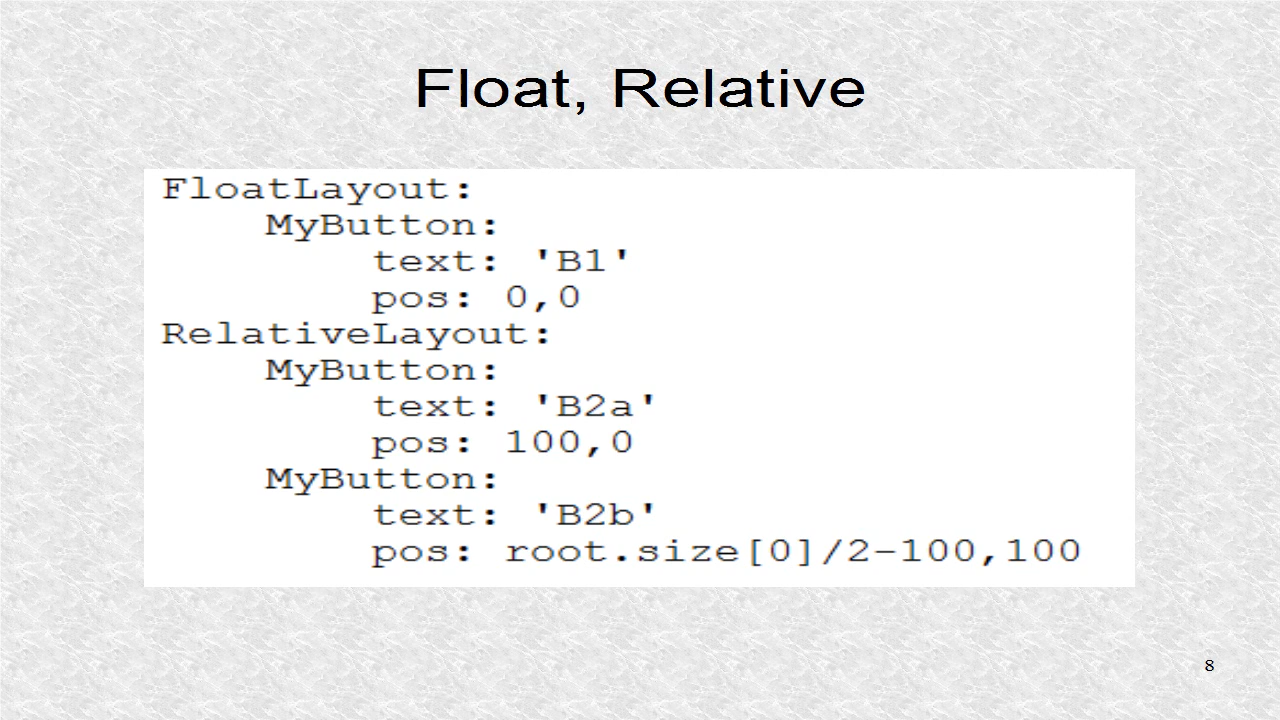 Float, Relative
FloatLayout:
MyButton:
text: 'B1'
pos: 0,0
RelativeLayout:
MyButton:
text: 'B2a'
pos: 100,0
MyButton:
text: 'B2b'
pos: root.size[0]/2-100,100
8